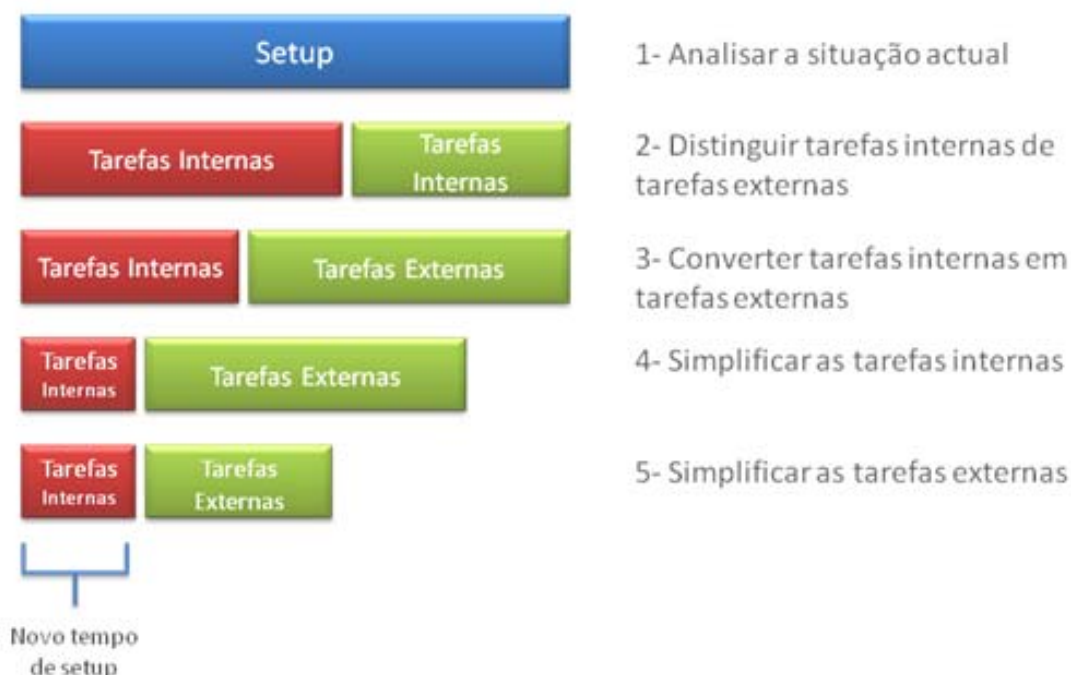 Setup
1- Analisar a situação actual
Tarefas Internas
Tarefas
Internas
2- Distinguir tarefas internas de
tarefas externas
Tarefas Internas
Tarefas Externas
3- Converter tarefas internas em
tarefas externas
Tarefas
Internas
Tarefas Externas
4- Simplificar as tarefas internas
Tarefas
Internas
Tarefas
Externas
5- Simplificar as tarefas externas
Novo tempo
de setup